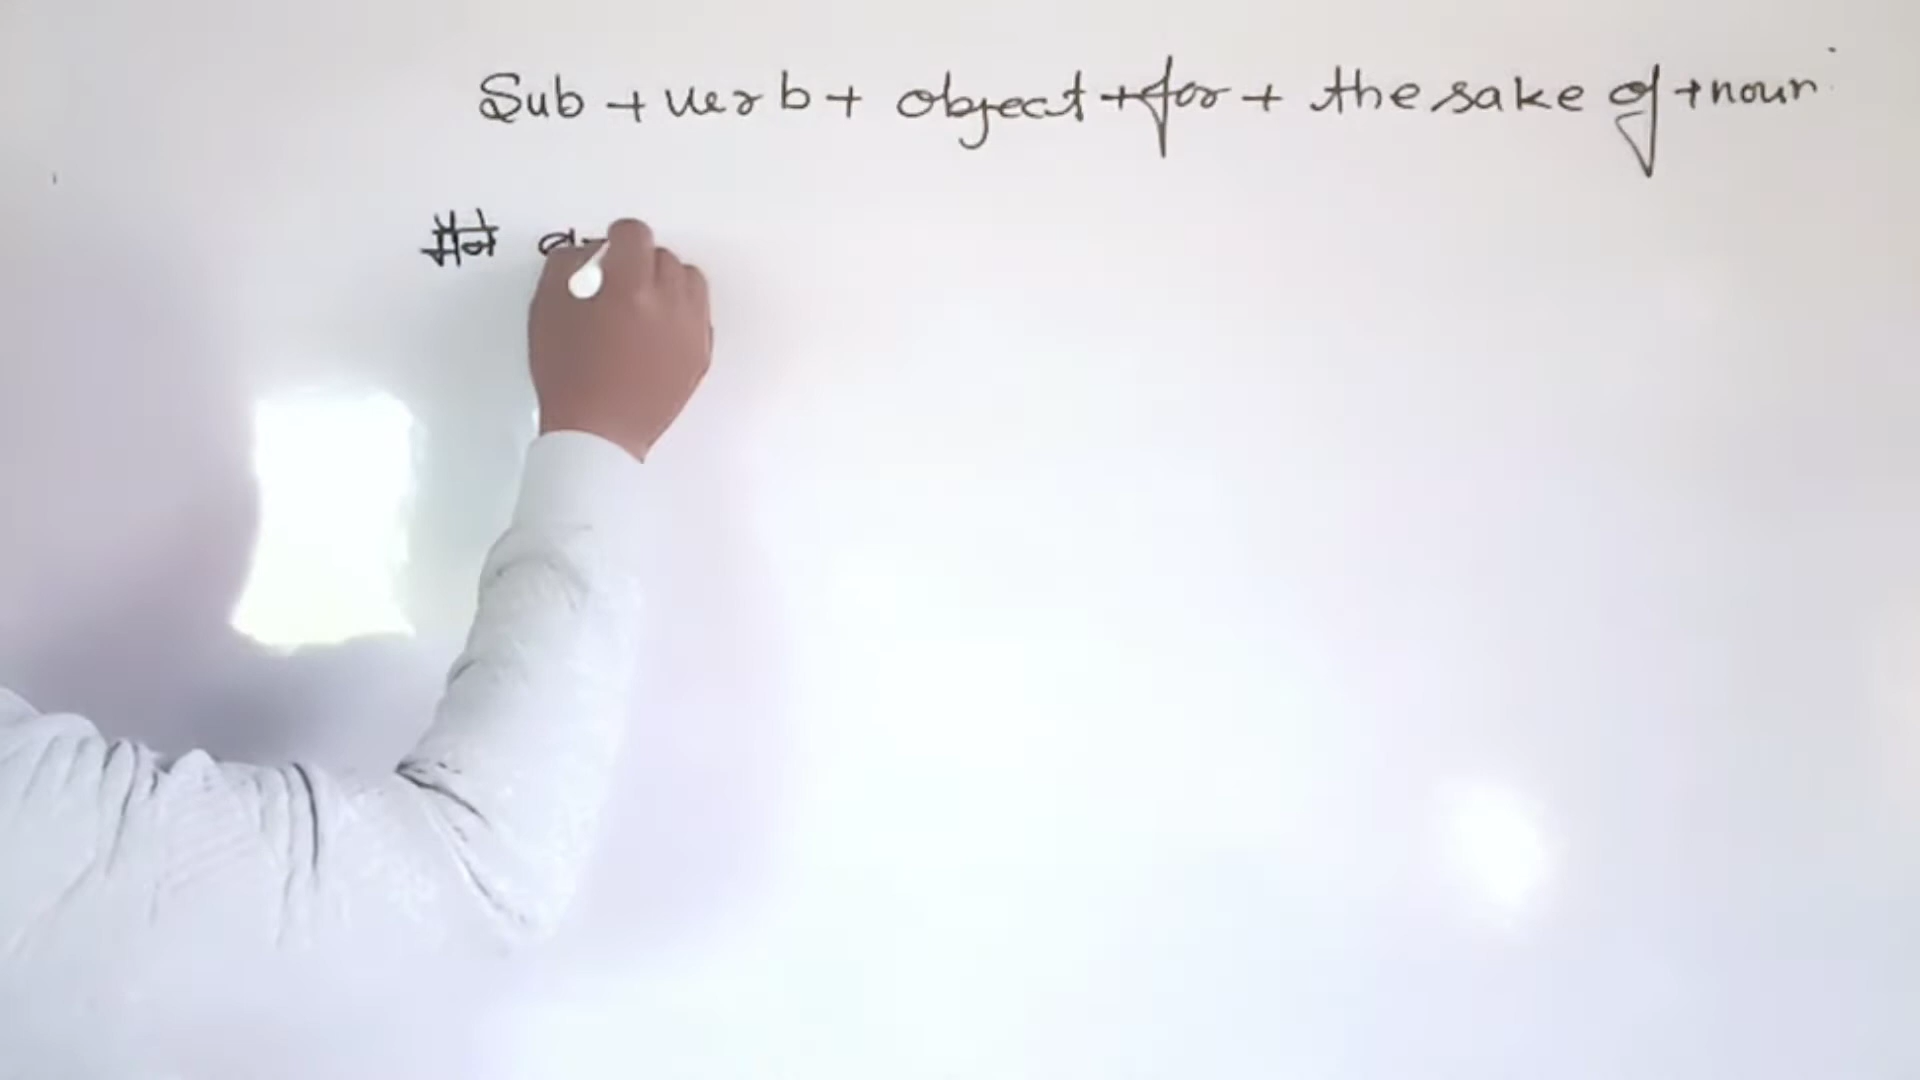 Sub + verb + object + for + the sake of + noun
मैंने